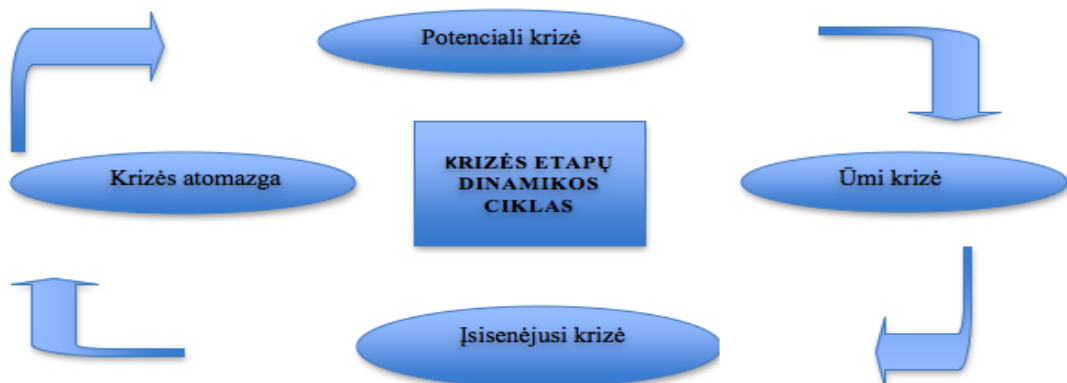 Potenciali krizė
KRIZĖS ETAPŲ
DINAMIKOS
CIKLAS
Krizės atomazga
Ūmi krizė
Įsisenėjusi krizė